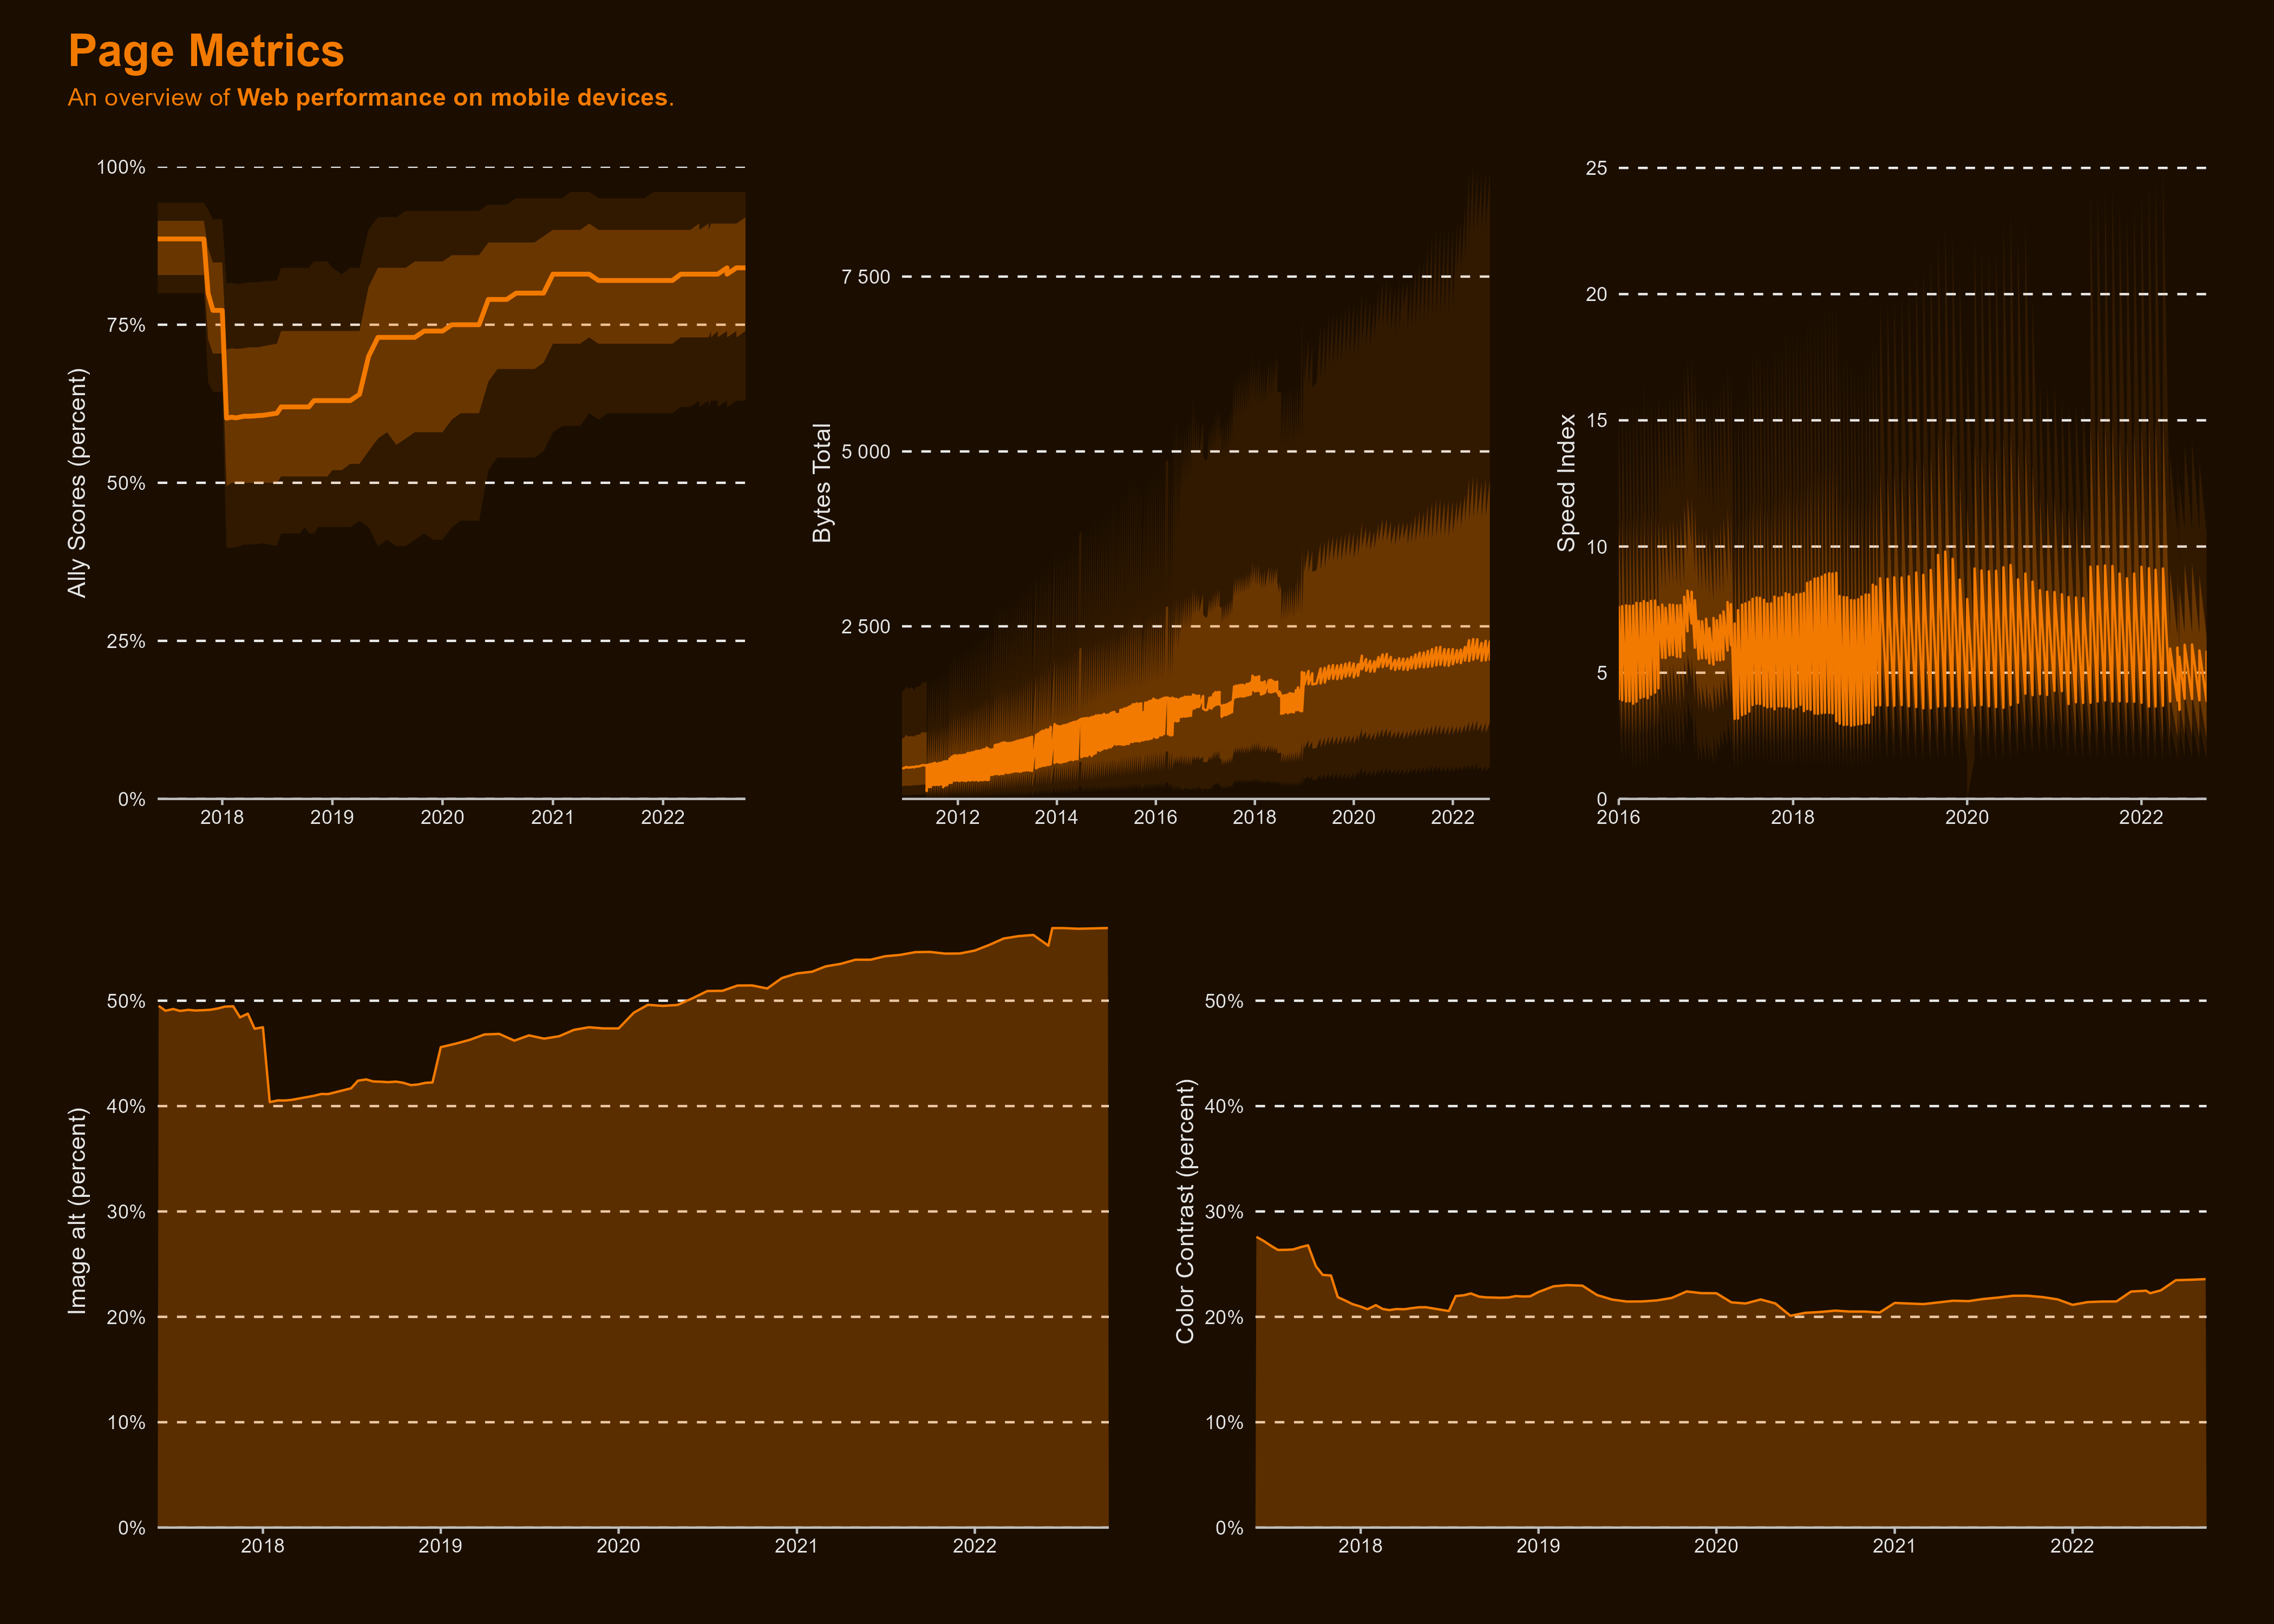 Page Metrics
An overview of Web performance on mobile devices.
Ally Scores (percent)
100%
75%
50%
25%
0%
2018 2019 2020 2021 2022
Bytes Total
7 500
5 000
2 500
2012 2014 2016 2018 2020 2022
Speed Index
25
20
15
10
5
0
2016 2018 2020 2022
Image alt (percent)
50%
40%
30%
20%
10%
0%
2018 2019 2020 2021 2022
Color Contrast (percent)
50%
40%
30%
20%
10%
0%
2018 2019 2020 2021 2022